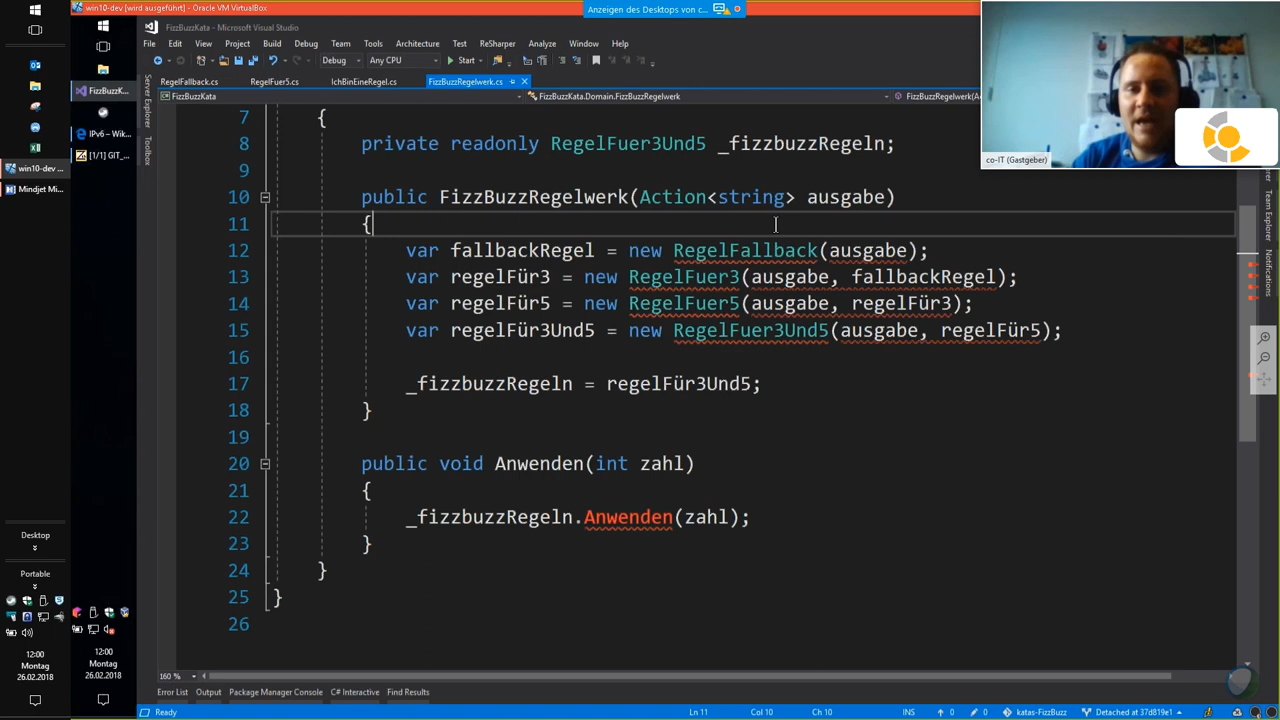 win10-dev [wird ausgeführt] - Oracle VM VirtualBox
Anzeigen des Desktops von c...
FizzBuzzKata - Microsoft Visual Studio
File Edit View Project Build Debug Team Tools Architecture Test ReSharper Analyze Window Help
Debug Any CPU Start
RegelFallback.cs RegelFuer5.cs IchBinEineRegel.cs FizzBuzzRegelwerk.cs
FizzBuzzKata FizzBuzzKata.Domain.FizzBuzzRegelwerk FizzBuzzRegelwerk(A
7 {
8 private readonly RegelFuer3Und5 _fizzbuzzRegeln;
9
10 public FizzBuzzRegelwerk(Action<string> ausgabe)
11 {
12 var fallbackRegel = new RegelFallback(ausgabe);
13 var regelFür3 = new RegelFuer3(ausgabe, fallbackRegel);
14 var regelFür5 = new RegelFuer5(ausgabe, regelFür3);
15 var regelFür3Und5 = new RegelFuer3Und5(ausgabe, regelFür5);
16
17 _fizzbuzzRegeln = regelFür3Und5;
18 }
19
20 public void Anwenden(int zahl)
21 {
22 _fizzbuzzRegeln.Anwenden(zahl);
23 }
24 }
25 }
26
160 %
Error List Output Package Manager Console C# Interactive Find Results
Ready Ln 11 Col 10 Ch 10 INS 0 0 katas-FizzBuzz Detached at 37d819e1
co-IT (Gastgeber)
Server Explorer
Toolbox
Team Explorer
Notifications
FizzBuzzK...
IPv6 – Wik...
[1/1] GIT_...
win10-dev ...
Mindjet Mi...
Desktop
Portable
12:00
Montag
26.02.2018
12:00
Montag
26.02.2018